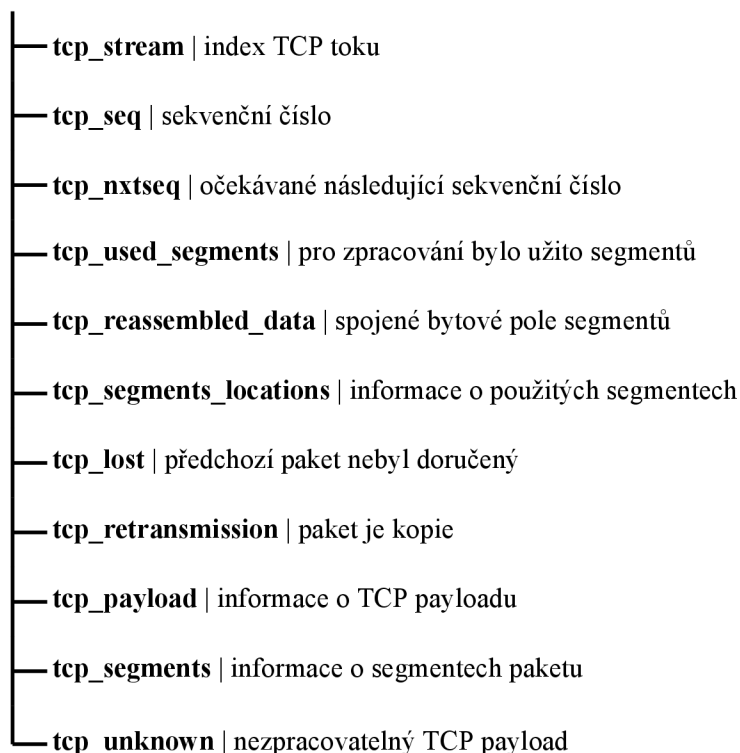 tcp_stream | index TCP toku
tcp_seq | sekvenční číslo
tcp_nxtseq | očekávané následující sekvenční číslo
tcp_used_segments | pro zpracování bylo užito segmentů
tcp_reassembled_data | spojené bytové pole segmentů
tcp_segments_locations | informace o použitých segmentech
tcp_lost | předchozí paket nebyl doručený
tcp_retransmission | paket je kopie
tcp_payload | informace o TCP payloadu
tcp_segments | informace o segmentech paketu
tcp_unknown | nezpracovatelný TCP payload